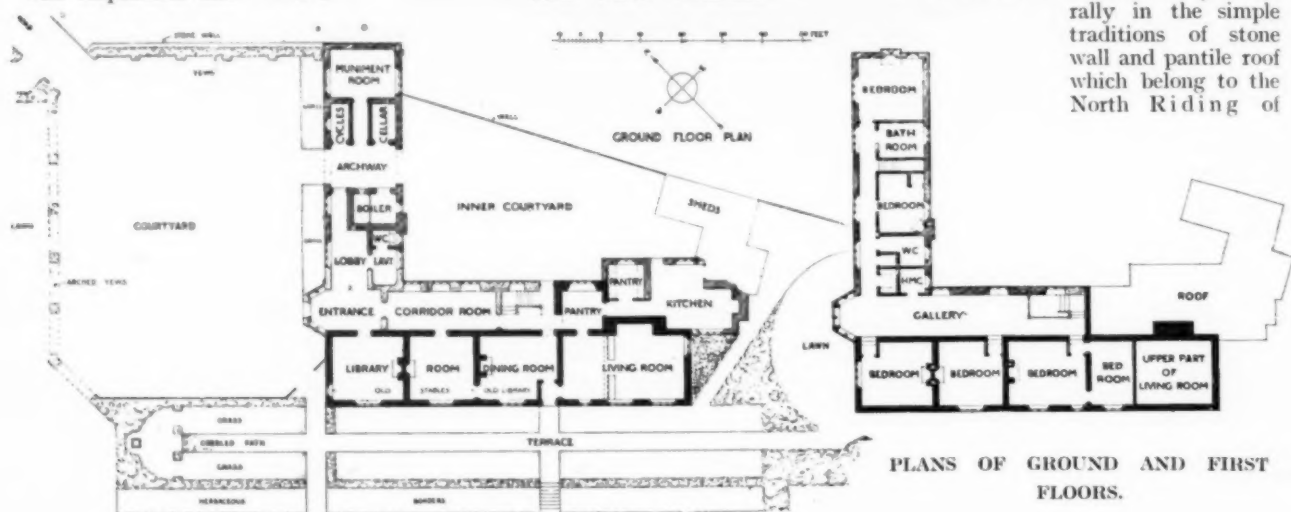 rally in the simple
traditions of stone
wall and pantile roof
which belong to the
North Riding of
STONE WALL
YEWS
MUNIMENT
ROOM
CYCLES
CELLAR
ARCHWAY
BOILER
WC
LOBBY LAVT
COURTYARD
ARCHED YEWS
INNER COURTYARD
WALL
FEET
GROUND FLOOR PLAN
SHEDS
PANTRY
PANTRY
KITCHEN
ENTRANCE
CORRIDOR ROOM
LIBRARY
ROOM
DINING ROOM
LIVING ROOM
OLD
STABLES
OLD LIBRARY
GRASS
COBBLED PATH
GRASS
TERRACE
HERBACEOUS
BORDERS
LAWN
BEDROOM
BATH
ROOM
BEDROOM
WC
HMC
GALLERY
ROOF
BEDROOM
BEDROOM
BEDROOM
BED
ROOM
UPPER PART
OF
LIVING ROOM
PLANS OF GROUND AND FIRST
FLOORS.